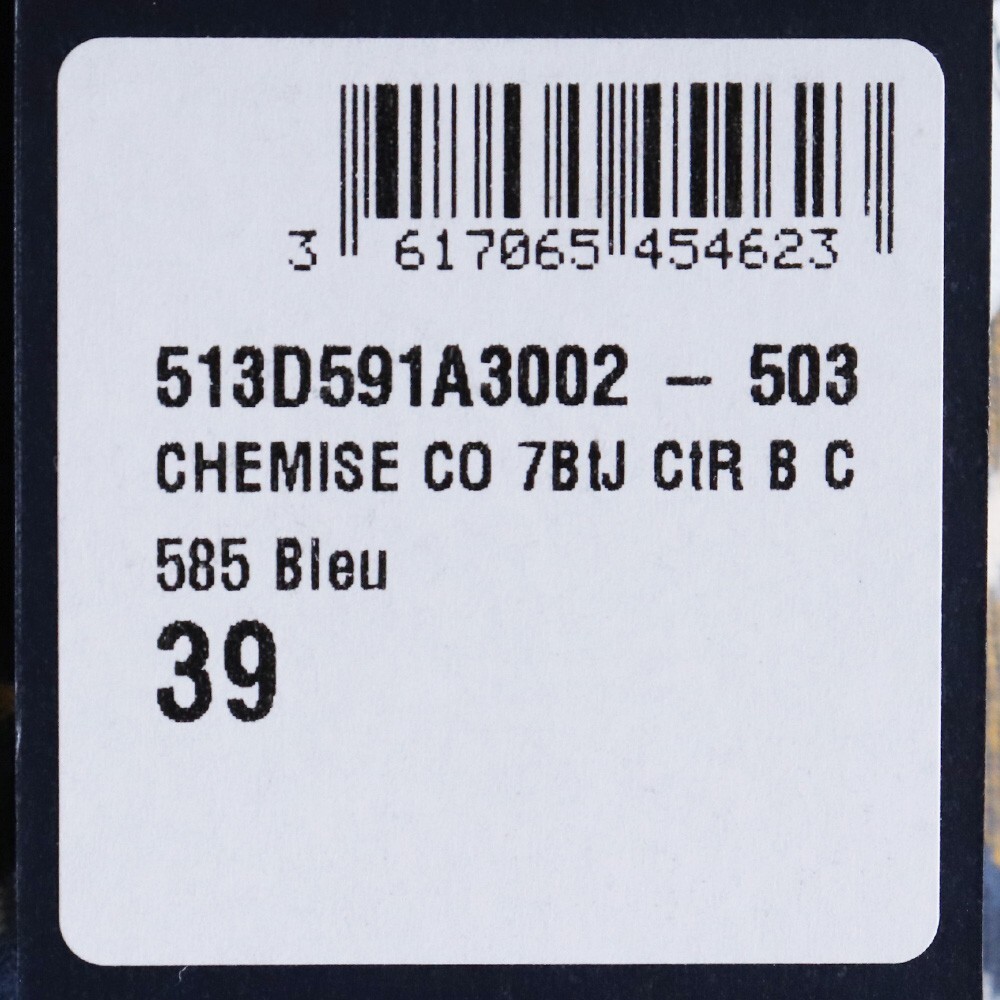 3 617065 454623
513D591A3002 - 503
CHEMISE CO 7BtJ CtR B C
585 Bleu
39